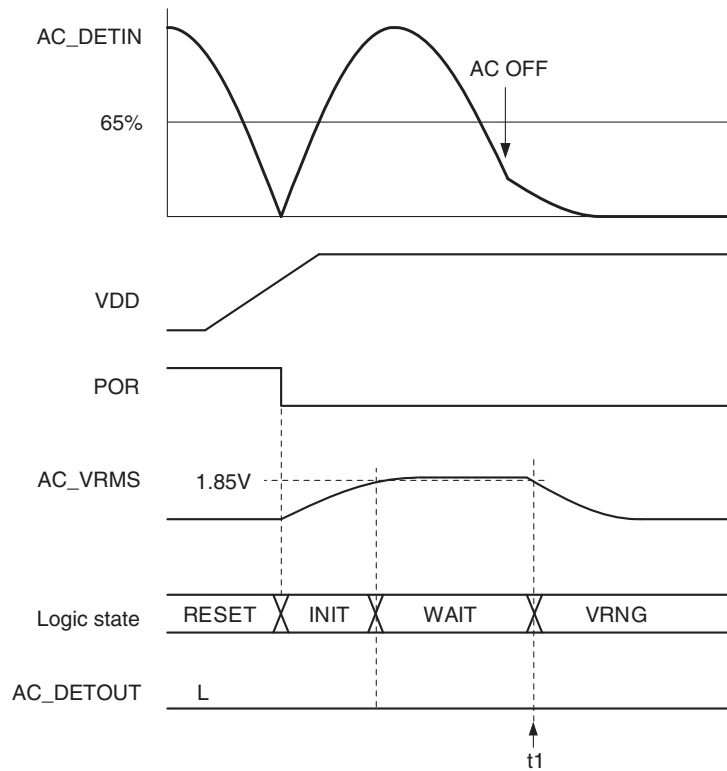 AC_DETIN
AC OFF
65%
VDD
POR
AC_VRMS
1.85V
Logic state
RESET
INIT
WAIT
VRNG
AC_DETOUT
L
t1